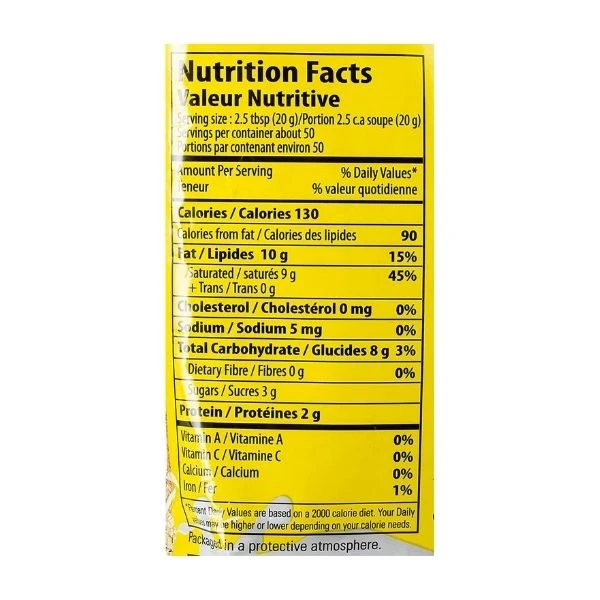 Nutrition Facts
Valeur Nutritive
Serving size : 2.5 tbsp (20 g)/Portion 2.5 c.a soupe (20 g)
Servings per container about 50
Portions par contenant environ 50
Amount Per Serving % Daily Values*
Teneur % valeur quotidienne
Calories / Calories 130
Calories from fat / Calories des lipides 90
Fat / Lipides 10 g 15%
Saturated / saturés 9 g 45%
+ Trans / Trans 0 g
Cholesterol / Cholestérol 0 mg 0%
Sodium / Sodium 5 mg 0%
Total Carbohydrate / Glucides 8 g 3%
Dietary Fibre / Fibres 0 g 0%
Sugars / Sucres 3 g
Protein / Protéines 2 g
Vitamin A / Vitamine A 0%
Vitamin C / Vitamine C 0%
Calcium / Calcium 0%
Iron / Fer 1%
Daily Values are based on a 2000 calorie diet. Your Daily
values may be higher or lower depending on your calorie needs.
Packaged in a protective atmosphere.